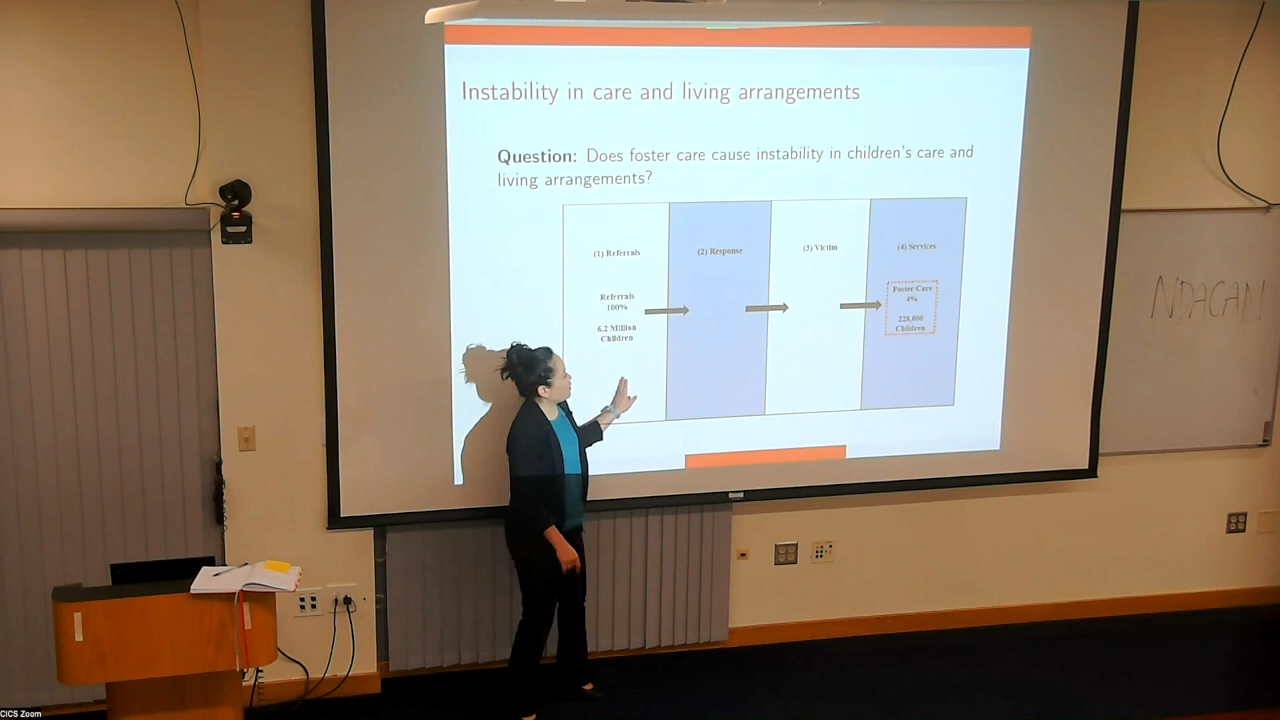 Instability in care and living arrangements
Question: Does foster care cause instability in children's care and
living arrangements?
(1) Referrals
Referrals
100%
6.2 Million
Children
(2) Response
(3) Victim
(4) Services
Foster Care
4%
228,000
Children
NDACAN
CICS Zoom